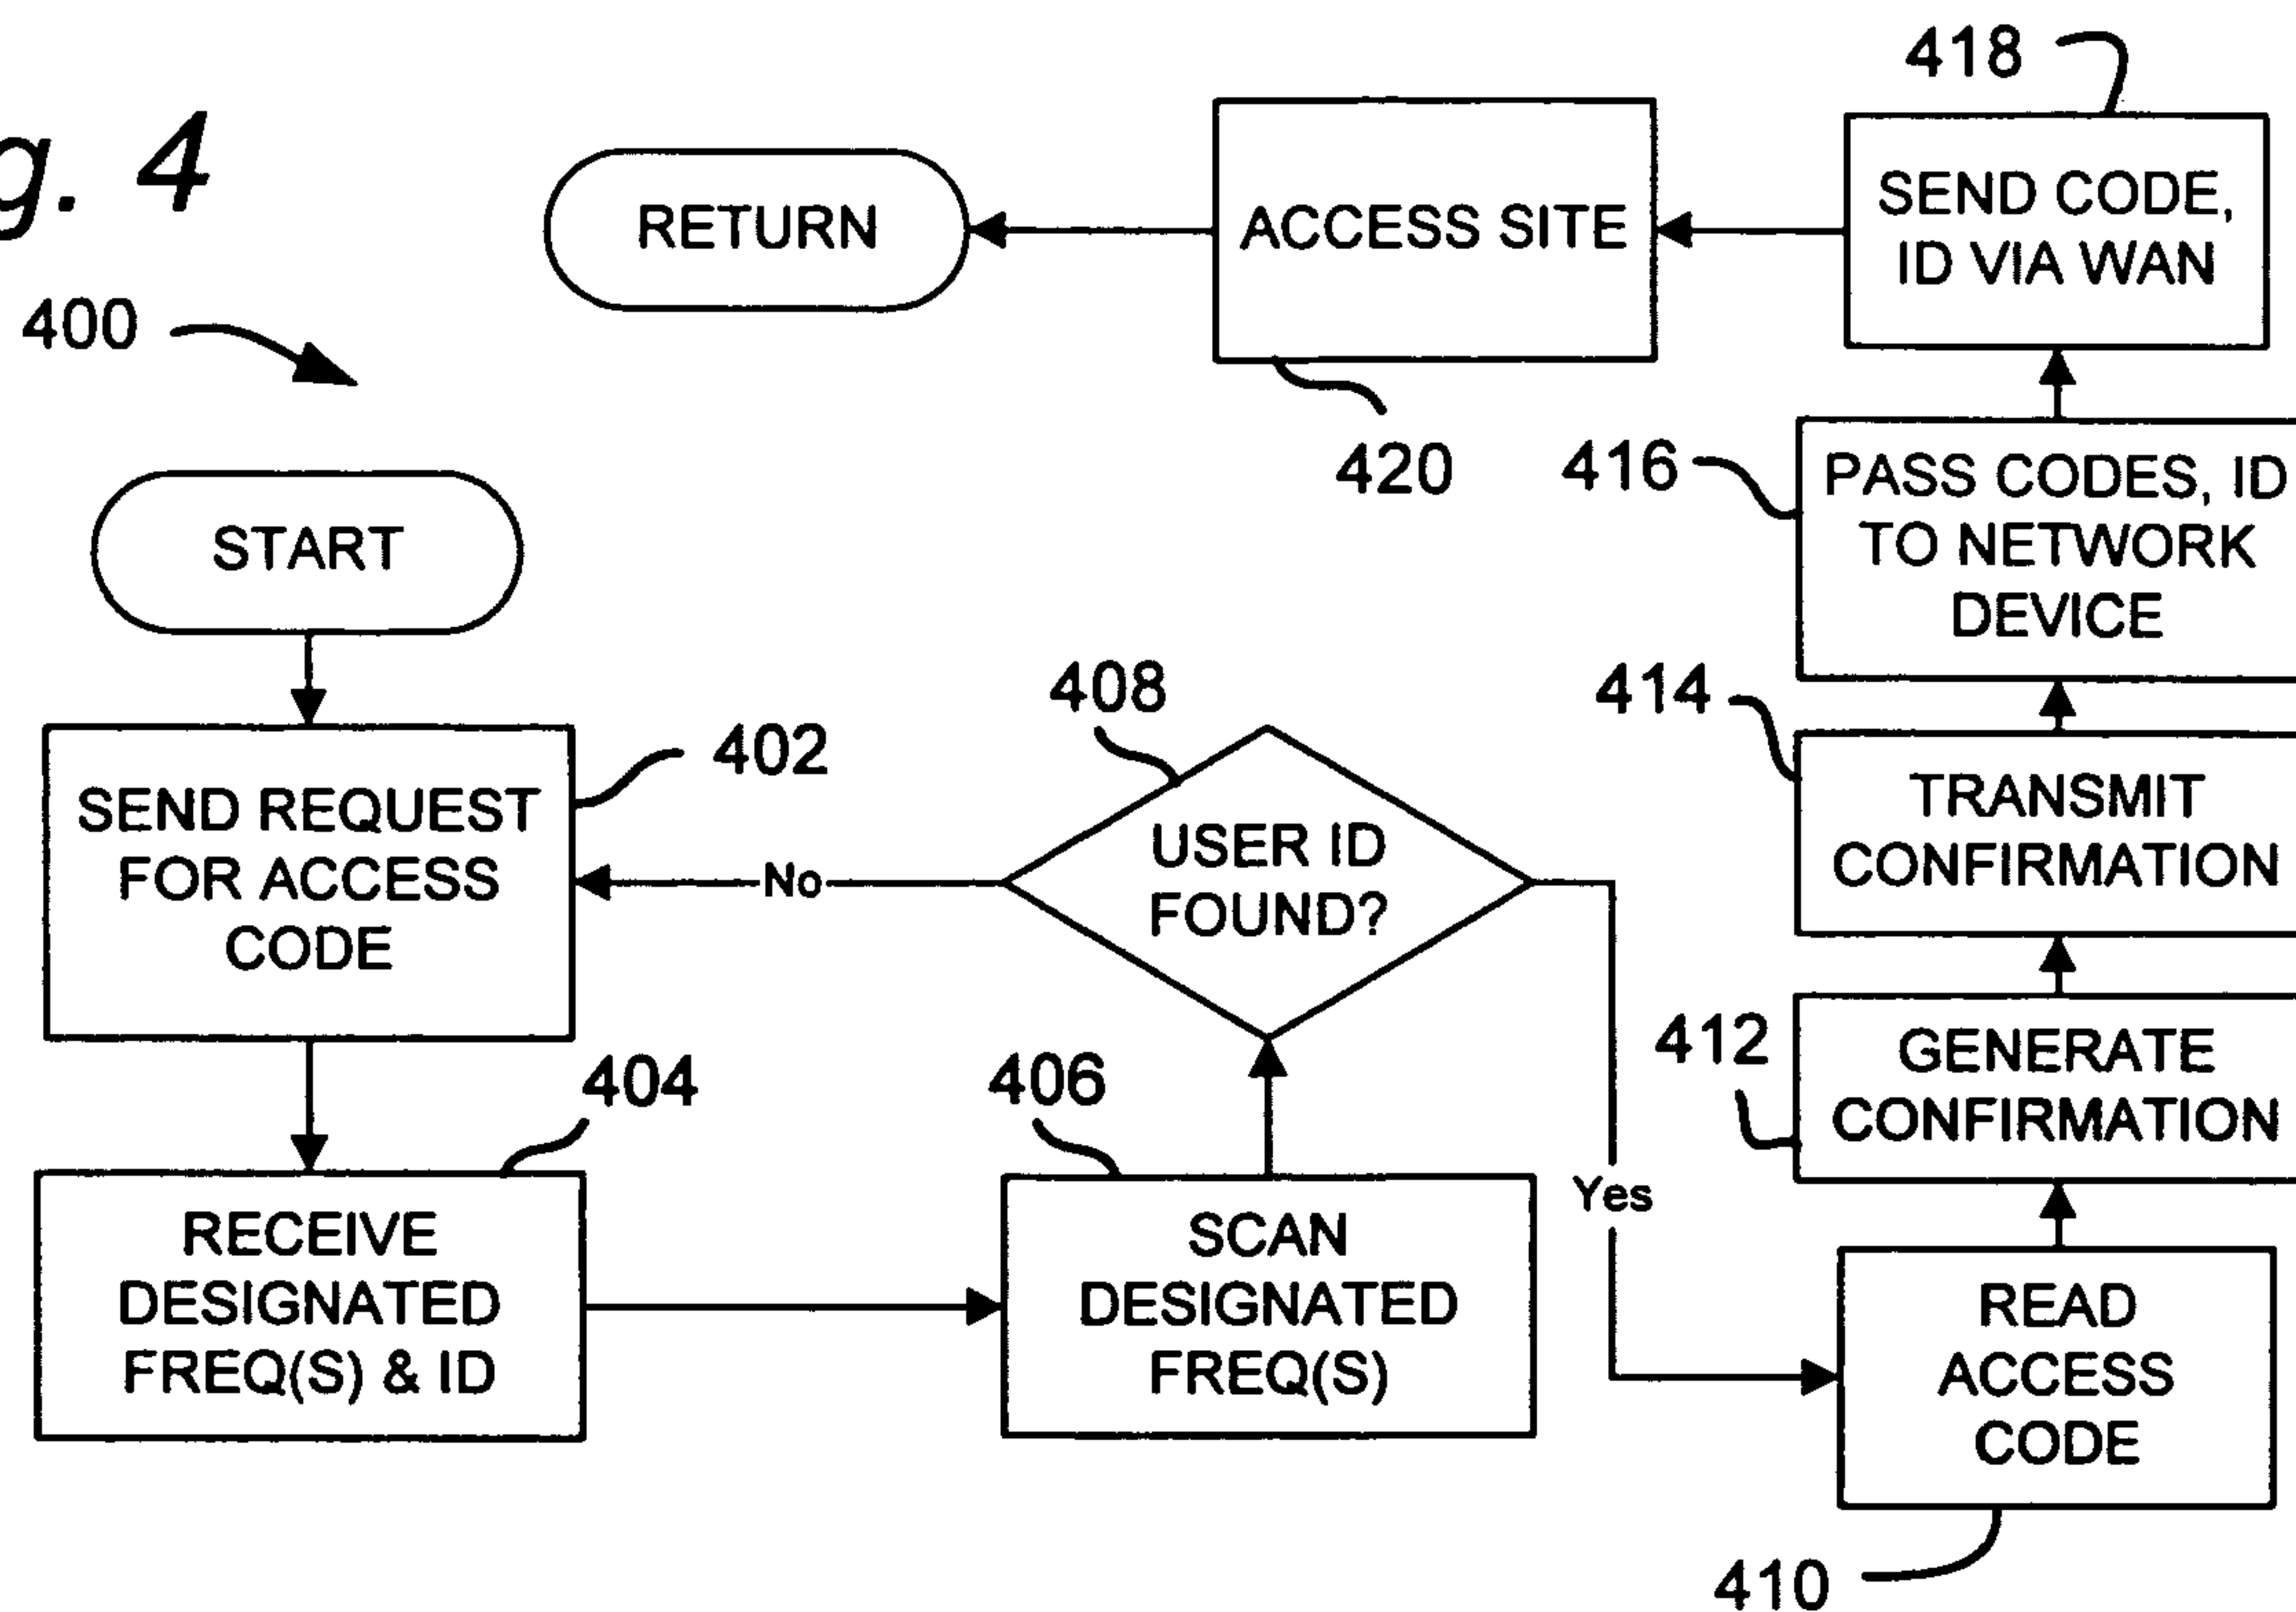 g. 4
400
START
402
SEND REQUEST
FOR ACCESS
CODE
404
RECEIVE
DESIGNATED
FREQ(S) & ID
406
SCAN
DESIGNATED
FREQ(S)
408
USER ID
FOUND?
No
Yes
READ
ACCESS
CODE
410
412
GENERATE
CONFIRMATION
414
TRANSMIT
CONFIRMATION
416
PASS CODES, ID
TO NETWORK
DEVICE
418
SEND CODE,
ID VIA WAN
ACCESS SITE
420
RETURN